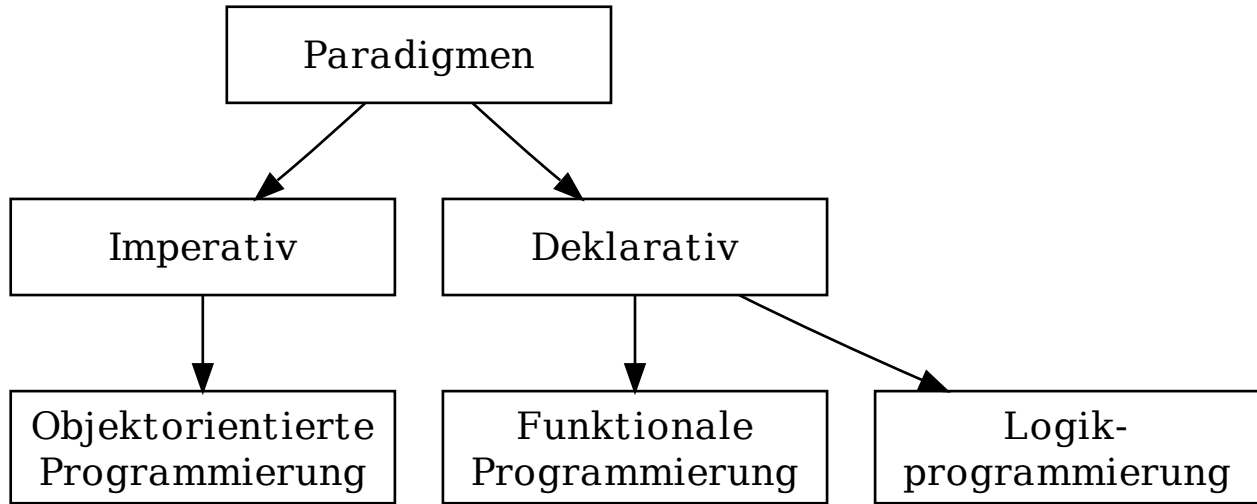 Paradigmen
Imperativ
Deklarativ
Objektorientierte
Programmierung
Funktionale
Programmierung
Logik-
programmierung